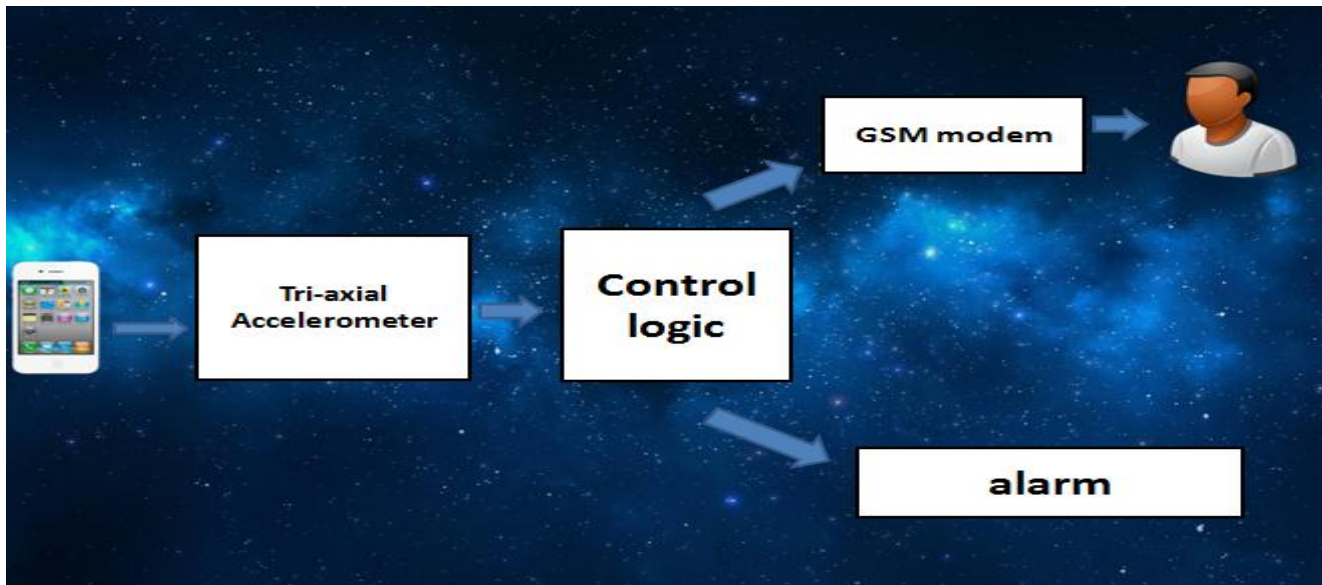 GSM modem
Tri-axial
Accelerometer
Control
logic
alarm